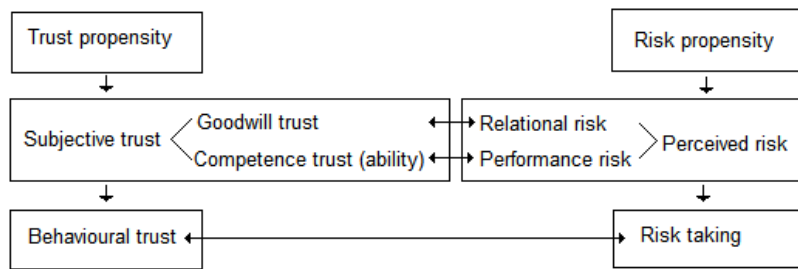 Trust propensity
Risk propensity
Goodwill trust
Relational risk
Subjective trust
Perceived risk
Competence trust (ability)
Performance risk
Behavioural trust
Risk taking